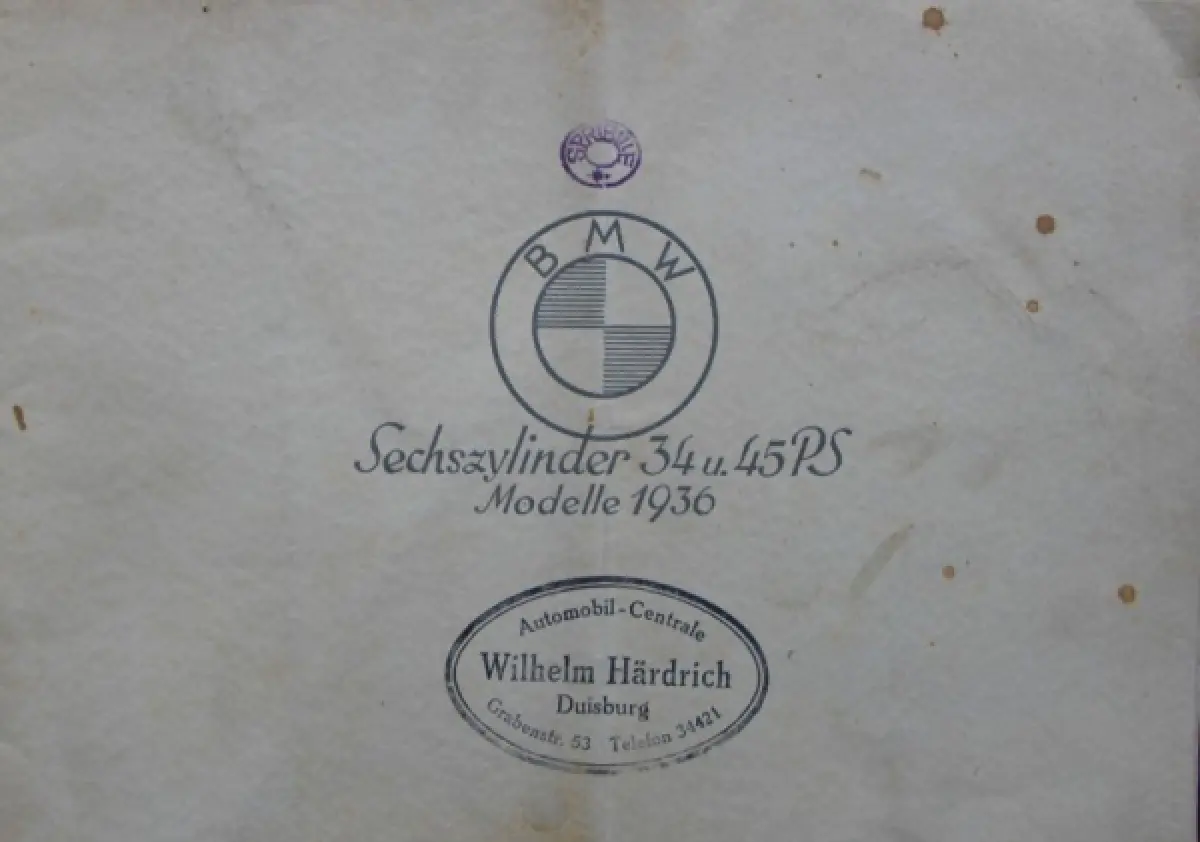 BMW
Sechszylinder 34 u. 45 PS
Modelle 1936
Automobil-Centrale
Wilhelm Härdrich
Duisburg
Grabenstr. 53 Telefon 34421